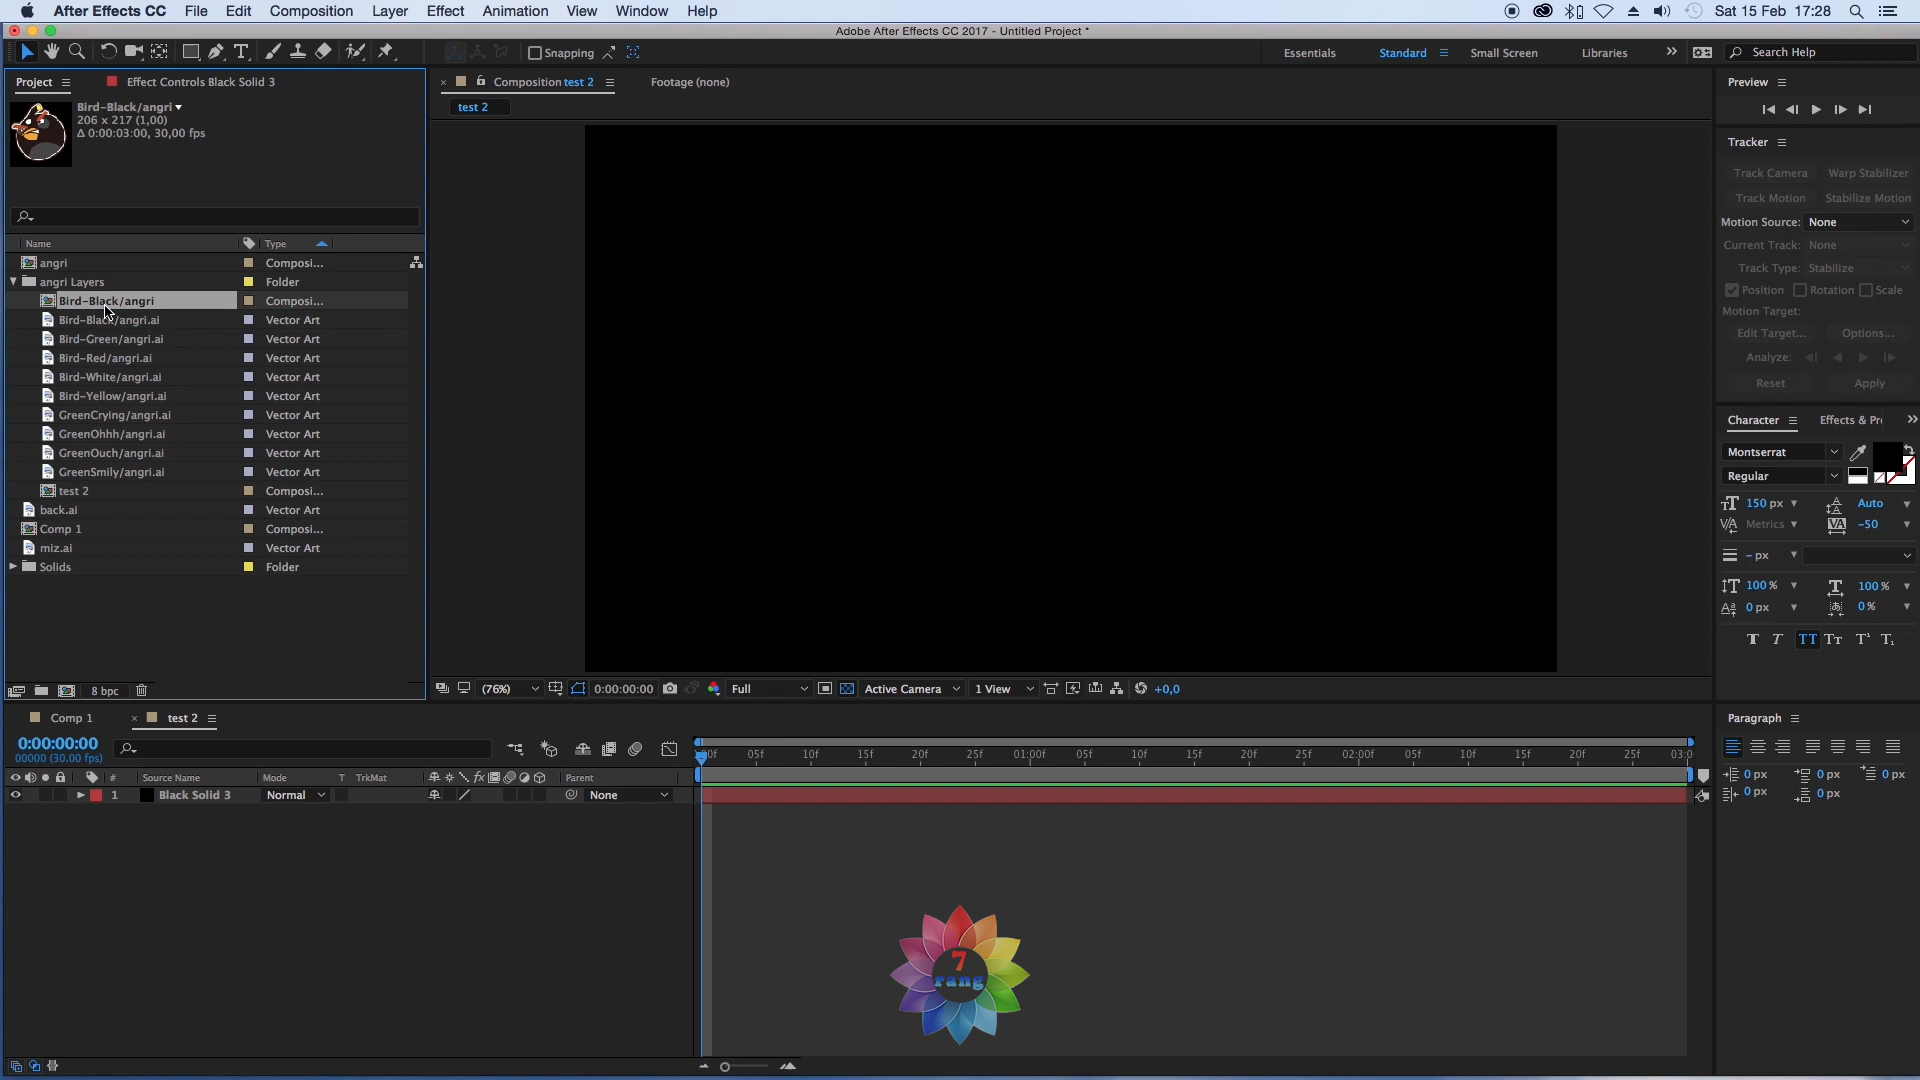 After Effects CC File Edit Composition Layer Effect Animation View Window Help Sat 15 Feb 17:28
Adobe After Effects CC 2017 - Untitled Project *
Snapping Essentials Standard Small Screen Libraries Search Help
Project Effect Controls Black Solid 3
Bird-Black/angri
206 x 217 (1,00)
Δ 0:00:03:00, 30,00 fps
Name Type
angri Composi...
angri Layers Folder
Bird-Black/angri Composi...
Bird-Black/angri.ai Vector Art
Bird-Green/angri.ai Vector Art
Bird-Red/angri.ai Vector Art
Bird-White/angri.ai Vector Art
Bird-Yellow/angri.ai Vector Art
GreenCrying/angri.ai Vector Art
GreenOhhh/angri.ai Vector Art
GreenOuch/angri.ai Vector Art
GreenSmily/angri.ai Vector Art
test 2 Composi...
back.ai Vector Art
Comp 1 Composi...
miz.ai Vector Art
Solids Folder
8 bpc
Composition test 2 Footage (none)
test 2
(76%) 0:00:00:00 Full Active Camera 1 View +0,0
Preview
Tracker
Track Camera Warp Stabilizer
Track Motion Stabilize Motion
Motion Source: None
Current Track: None
Track Type: Stabilize
Position Rotation Scale
Motion Target:
Edit Target... Options...
Analyze:
Reset Apply
Character Effects & Pr
Montserrat
Regular
150 px Auto
Metrics -50
- px
100 % 100 %
0 px 0 %
T T TT Tt T¹ T₁
Paragraph
0 px 0 px 0 px
0 px 0 px
Comp 1 test 2
0:00:00:00
00000 (30.00 fps)
# Source Name Mode T TrkMat Parent
1 Black Solid 3 Normal None
:00f 05f 10f 15f 20f 25f 01:00f 05f 10f 15f 20f 25f 02:00f 05f 10f 15f 20f 25f 03:0
7
rang